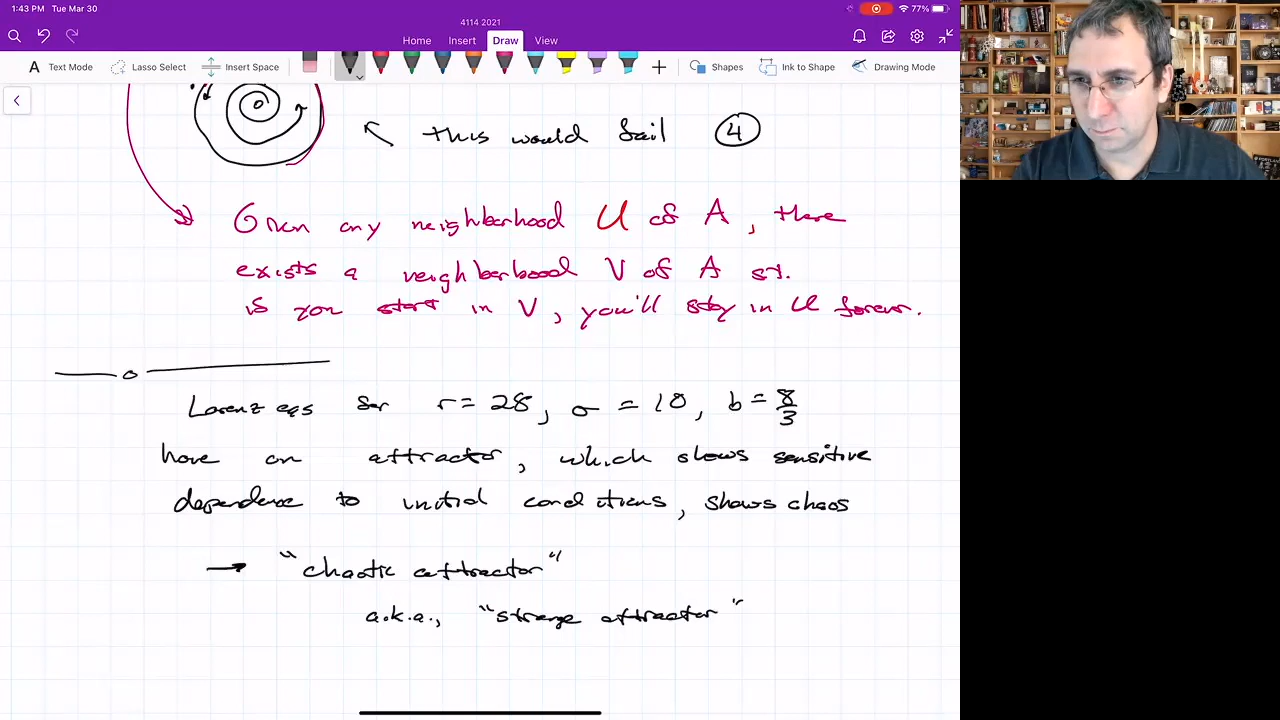 1:43 PM Tue Mar 30
77%
4114 2021
Home Insert Draw View
Text Mode Lasso Select Insert Space Shapes Ink to Shape Drawing Mode
This would fail ④
Given any neighborhood U of A, there
exists a neighborhood V of A st.
if you start in V, you'll stay in U forever.
Lorenz eqs for r = 28, σ = 10, b = 8/3
have an attractor, which shows sensitive
dependence to initial conditions, shows chaos
→ "chaotic attractor"
a.k.a., "strange attractor"